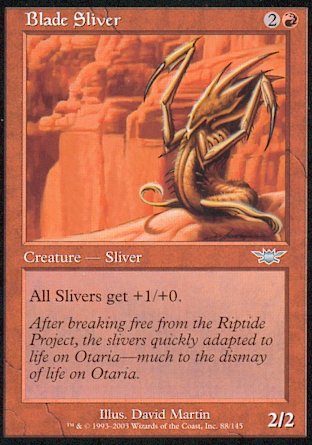 Blade Sliver 2
Creature — Sliver
All Slivers get +1/+0.
After breaking free from the Riptide
Project, the slivers quickly adapted to
life on Otaria—much to the dismay
of life on Otaria.
Illus. David Martin
™ & © 1993-2003 Wizards of the Coast, Inc. 88/145
2/2